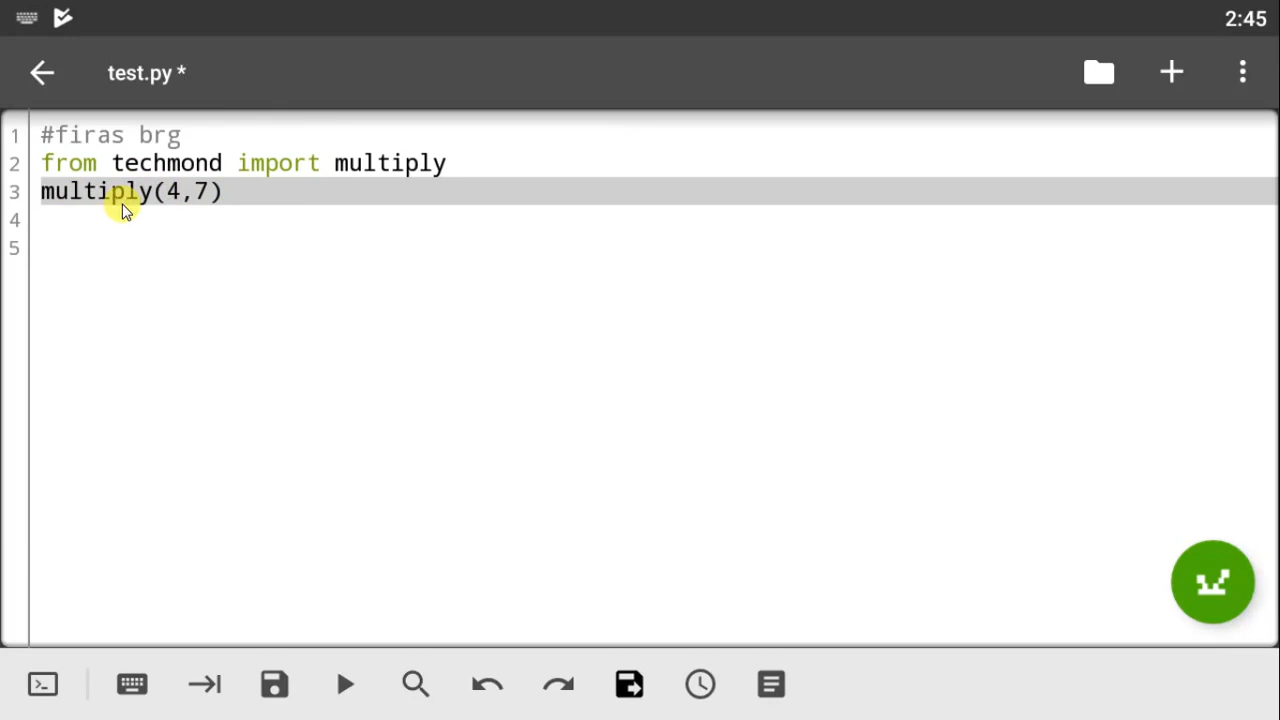 2:45
test.py *
1 #firas brg
2 from techmond import multiply
3 multiply(4,7)
4
5